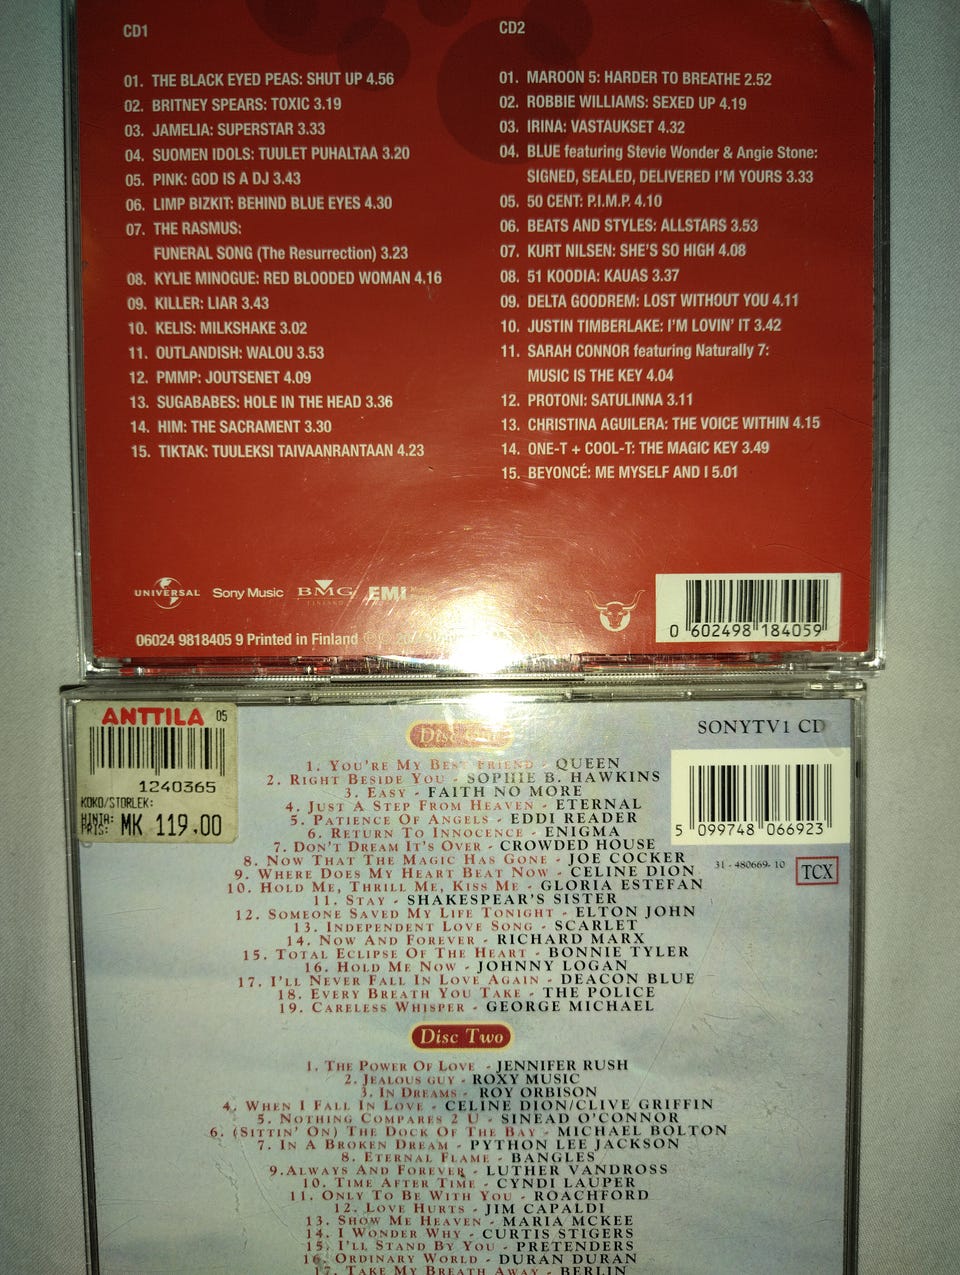 CD1
01. THE BLACK EYED PEAS: SHUT UP 4.56
02. BRITNEY SPEARS: TOXIC 3.19
03. JAMELIA: SUPERSTAR 3.33
04. SUOMEN IDOLS: TUULET PUHALTAA 3.20
05. PINK: GOD IS A DJ 3.43
06. LIMP BIZKIT: BEHIND BLUE EYES 4.30
07. THE RASMUS:
FUNERAL SONG (The Resurrection) 3.23
08. KYLIE MINOGUE: RED BLOODED WOMAN 4.16
09. KILLER: LIAR 3.43
10. KELIS: MILKSHAKE 3.02
11. OUTLANDISH: WALOU 3.53
12. PMMP: JOUTSENET 4.09
13. SUGABABES: HOLE IN THE HEAD 3.36
14. HIM: THE SACRAMENT 3.30
15. TIKTAK: TUULEKSI TAIVAANRANTAAN 4.23
CD2
01. MAROON 5: HARDER TO BREATHE 2.52
02. ROBBIE WILLIAMS: SEXED UP 4.19
03. IRINA: VASTAUKSET 4.32
04. BLUE featuring Stevie Wonder & Angie Stone:
SIGNED, SEALED, DELIVERED I'M YOURS 3.33
05. 50 CENT: P.I.M.P. 4.10
06. BEATS AND STYLES: ALLSTARS 3.53
07. KURT NILSEN: SHE'S SO HIGH 4.08
08. 51 KOODIA: KAUAS 3.37
09. DELTA GOODREM: LOST WITHOUT YOU 4.11
10. JUSTIN TIMBERLAKE: I'M LOVIN' IT 3.42
11. SARAH CONNOR featuring Naturally 7:
MUSIC IS THE KEY 4.04
12. PROTONI: SATULINNA 3.11
13. CHRISTINA AGUILERA: THE VOICE WITHIN 4.15
14. ONE-T + COOL-T: THE MAGIC KEY 3.49
15. BEYONCÉ: ME MYSELF AND I 5.01
UNIVERSAL Sony Music BMG FINLAND EMI
06024 9818405 9 Printed in Finland
0 602498 184059
ANTTILA 05
1240365
KOKO/STORLEK:
HINTA:
PRIS: MK 119.00
SONYTV1 CD
5 099748 066923
31 - 480669- 10
TCX
Disc One
1. YOU'RE MY BEST FRIEND - QUEEN
2. RIGHT BESIDE YOU - SOPHIE B. HAWKINS
3. EASY - FAITH NO MORE
4. JUST A STEP FROM HEAVEN - ETERNAL
5. PATIENCE OF ANGELS - EDDI READER
6. RETURN TO INNOCENCE - ENIGMA
7. DON'T DREAM IT'S OVER - CROWDED HOUSE
8. NOW THAT THE MAGIC HAS GONE - JOE COCKER
9. WHERE DOES MY HEART BEAT NOW - CELINE DION
10. HOLD ME, THRILL ME, KISS ME - GLORIA ESTEFAN
11. STAY - SHAKESPEAR'S SISTER
12. SOMEONE SAVED MY LIFE TONIGHT - ELTON JOHN
13. INDEPENDENT LOVE SONG - SCARLET
14. NOW AND FOREVER - RICHARD MARX
15. TOTAL ECLIPSE OF THE HEART - BONNIE TYLER
16. HOLD ME NOW - JOHNNY LOGAN
17. I'LL NEVER FALL IN LOVE AGAIN - DEACON BLUE
18. EVERY BREATH YOU TAKE - THE POLICE
19. CARELESS WHISPER - GEORGE MICHAEL
Disc Two
1. THE POWER OF LOVE - JENNIFER RUSH
2. JEALOUS GUY - ROXY MUSIC
3. IN DREAMS - ROY ORBISON
4. WHEN I FALL IN LOVE - CELINE DION/CLIVE GRIFFIN
5. NOTHING COMPARES 2 U - SINEAD O'CONNOR
6. (SITTIN' ON) THE DOCK OF THE BAY - MICHAEL BOLTON
7. IN A BROKEN DREAM - PYTHON LEE JACKSON
8. ETERNAL FLAME - BANGLES
9.ALWAYS AND FOREVER - LUTHER VANDROSS
10. TIME AFTER TIME - CYNDI LAUPER
11. ONLY TO BE WITH YOU - ROACHFORD
12. LOVE HURTS - JIM CAPALDI
13. SHOW ME HEAVEN - MARIA MCKEE
14. I WONDER WHY - CURTIS STIGERS
15. I'LL STAND BY YOU - PRETENDERS
16. ORDINARY WORLD - DURAN DURAN
17. TAKE MY BREATH AWAY - BERLIN